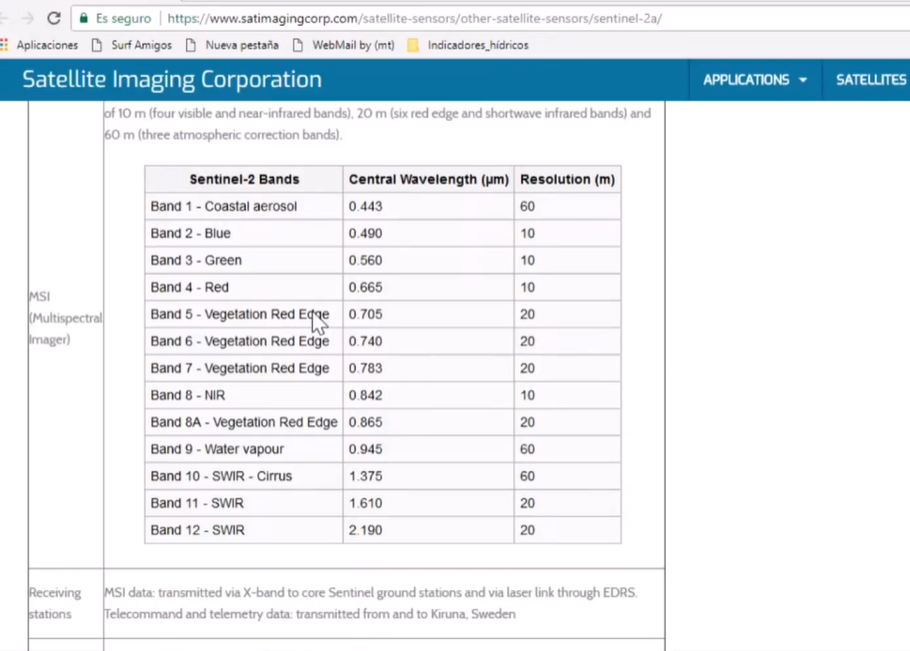 Es seguro | https://www.satimagingcorp.com/satellite-sensors/other-satellite-sensors/sentinel-2a/
Aplicaciones Surf Amigos Nueva pestaña WebMail by (mt) Indicadores_hídricos
Satellite Imaging Corporation APPLICATIONS SATELLITES
of 10 m (four visible and near-infrared bands), 20 m (six red edge and shortwave infrared bands) and
60 m (three atmospheric correction bands).
Sentinel-2 Bands Central Wavelength (µm) Resolution (m)
Band 1 - Coastal aerosol 0.443 60
Band 2 - Blue 0.490 10
Band 3 - Green 0.560 10
Band 4 - Red 0.665 10
Band 5 - Vegetation Red Edge 0.705 20
Band 6 - Vegetation Red Edge 0.740 20
Band 7 - Vegetation Red Edge 0.783 20
Band 8 - NIR 0.842 10
Band 8A - Vegetation Red Edge 0.865 20
Band 9 - Water vapour 0.945 60
Band 10 - SWIR - Cirrus 1.375 60
Band 11 - SWIR 1.610 20
Band 12 - SWIR 2.190 20
MSI
(Multispectral
Imager)
Receiving
stations
MSI data: transmitted via X-band to core Sentinel ground stations and via laser link through EDRS.
Telecommand and telemetry data: transmitted from and to Kiruna, Sweden